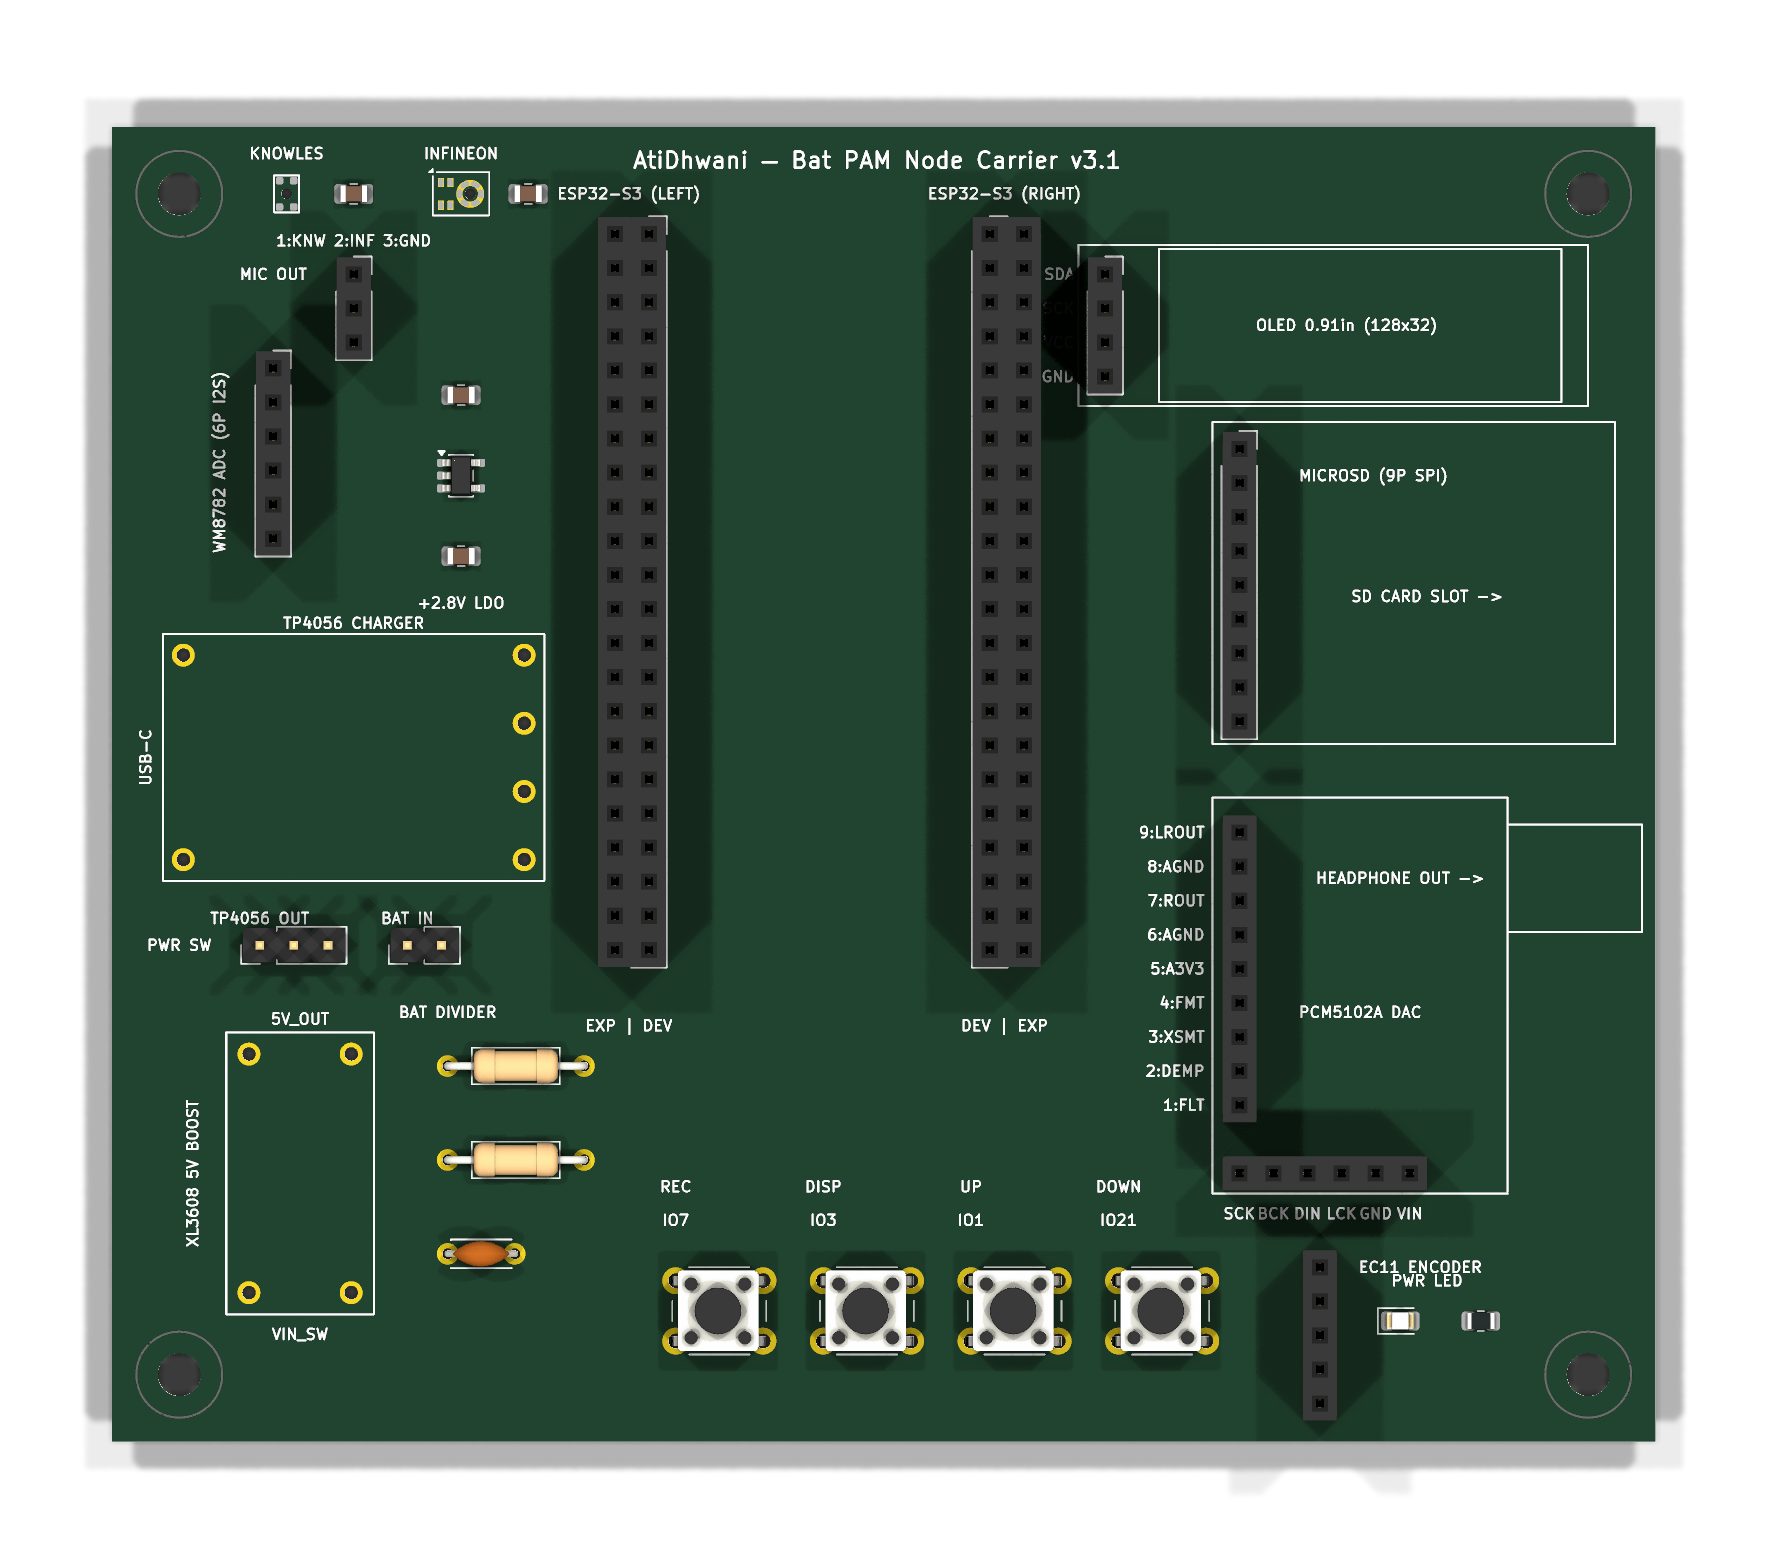 KNOWLES
INFINEON
AtiDhwani — Bat PAM Node Carrier v3.1
ESP32-S3 (LEFT)
ESP32-S3 (RIGHT)
1:KNW 2:INF 3:GND
MIC OUT
SDA
SCK
VCC
GND
OLED 0.91in (128x32)
WM8782 ADC (6P I2S)
MICROSD (9P SPI)
SD CARD SLOT ->
+2.8V LDO
TP4056 CHARGER
USB-C
9:LROUT
8:AGND
7:ROUT
6:AGND
5:A3V3
4:FMT
3:XSMT
2:DEMP
1:FLT
HEADPHONE OUT ->
PCM5102A DAC
TP4056 OUT
BAT IN
PWR SW
5V_OUT
BAT DIVIDER
EXP | DEV
DEV | EXP
XL3608 5V BOOST
VIN_SW
REC
DISP
UP
DOWN
IO7
IO3
IO1
IO21
SCK BCK DIN LCK GND VIN
EC11 ENCODER
PWR LED